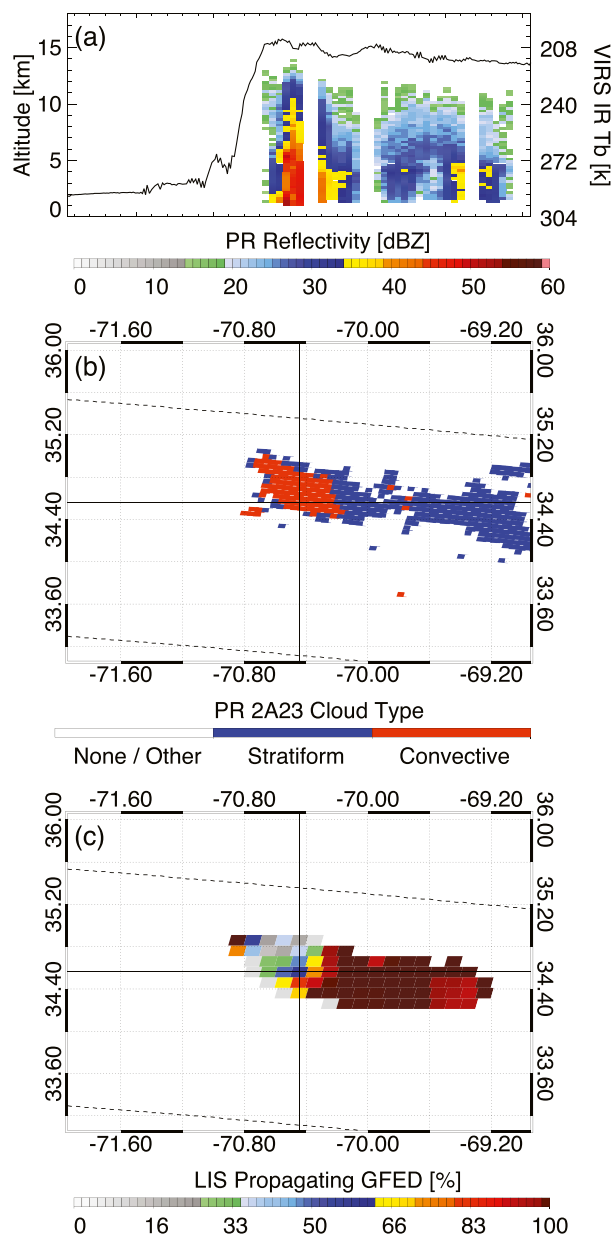 (a)
15
10
5
0
Altitude [km]
208
240
272
304
VIRS IR Tb [k]
PR Reflectivity [dBZ]
0 10 20 30 40 50 60
-71.60 -70.80 -70.00 -69.20
(b)
36.00
35.20
34.40
33.60
36.00
35.20
34.40
33.60
-71.60 -70.80 -70.00 -69.20
PR 2A23 Cloud Type
None / Other Stratiform Convective
-71.60 -70.80 -70.00 -69.20
(c)
36.00
35.20
34.40
33.60
36.00
35.20
34.40
33.60
-71.60 -70.80 -70.00 -69.20
LIS Propagating GFED [%]
0 16 33 50 66 83 100